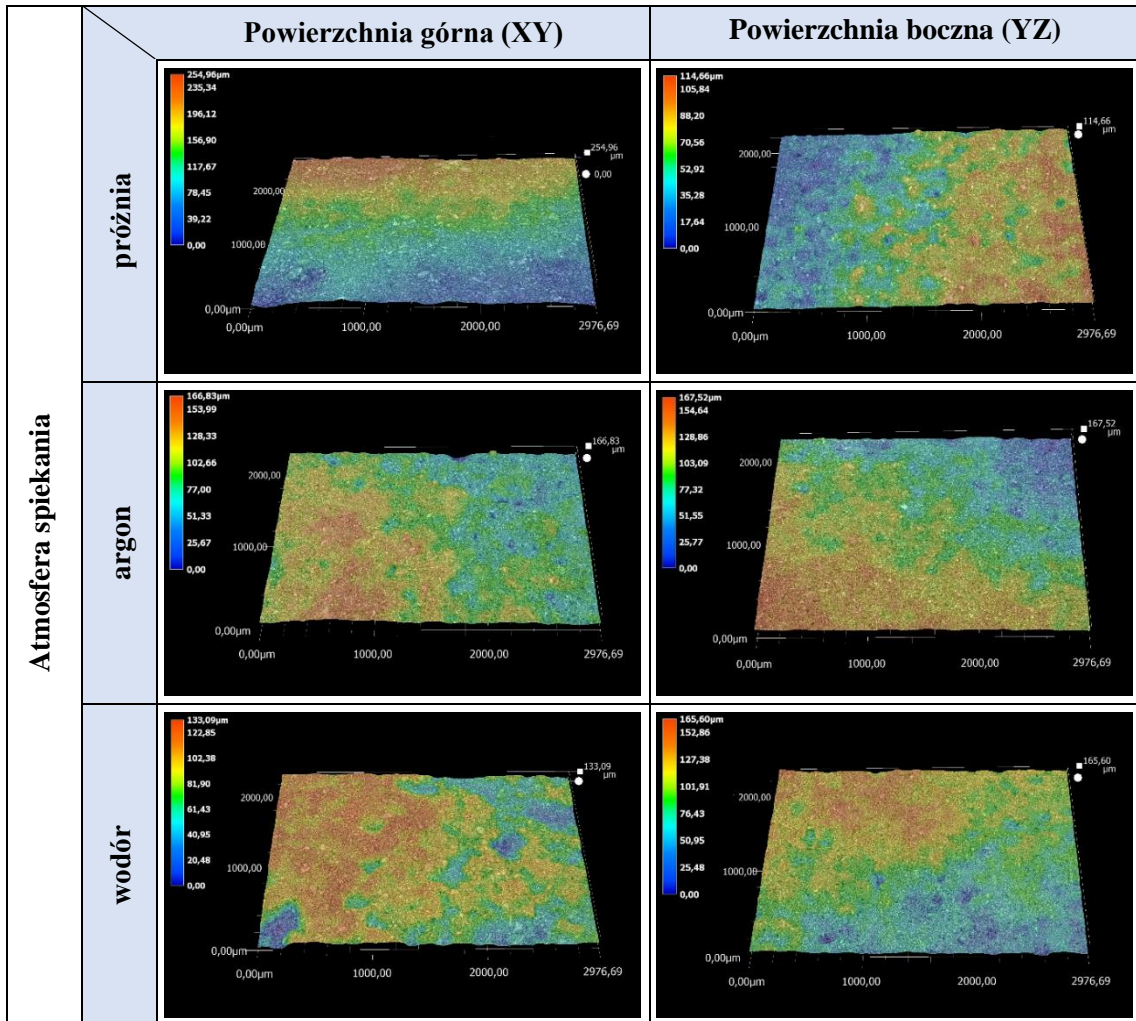 Powierzchnia górna (XY)
Powierzchnia boczna (YZ)
Atmosfera spiekania
próżnia
254,96µm
235,34
196,12
156,90
117,67
78,45
39,22
0,00
254,96
µm
0,00
2000,00
1000,00
0,00µm
0,00µm
1000,00
2000,00
2976,69
114,66µm
105,84
88,20
70,56
52,92
35,28
17,64
0,00
114,66
µm
2000,00
1000,00
0,00µm
0,00µm
1000,00
2000,00
2976,69
argon
166,83µm
153,99
128,33
102,66
77,00
51,33
25,67
0,00
166,83
2000,00
1000,00
0,00µm
0,00µm
1000,00
2000,00
2976,69
167,52µm
154,64
128,86
103,09
77,32
51,55
25,77
0,00
167,52
µm
2000,00
1000,00
0,00µm
0,00µm
1000,00
2000,00
2976,69
wodór
133,09µm
122,85
102,38
81,90
61,43
40,95
20,48
0,00
133,09
µm
2000,00
1000,00
0,00µm
0,00µm
1000,00
2000,00
2976,69
165,60µm
152,86
127,38
101,91
76,43
50,95
25,48
0,00
165,60
µm
2000,00
1000,00
0,00µm
0,00µm
1000,00
2000,00
2976,69